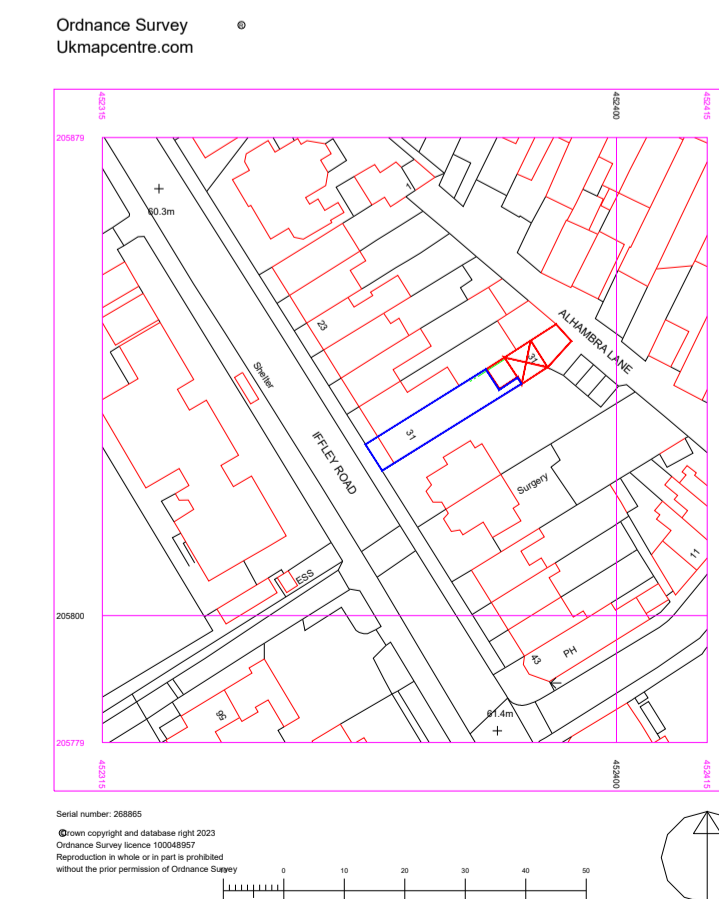 Ordnance Survey ®
Ukmapcentre.com
452315
452400
452415
205879
60.3m
1
23
ALHAMBRA LANE
31
Shelter
31
IFFLEY ROAD
Surgery
11
ESS
205800
43
PH
95
61.4m
205779
452315
452400
452415
Serial number: 268865
©Crown copyright and database right 2023
Ordnance Survey licence 100048957
Reproduction in whole or in part is prohibited
without the prior permission of Ordnance Survey
10
0
10
20
30
40
50